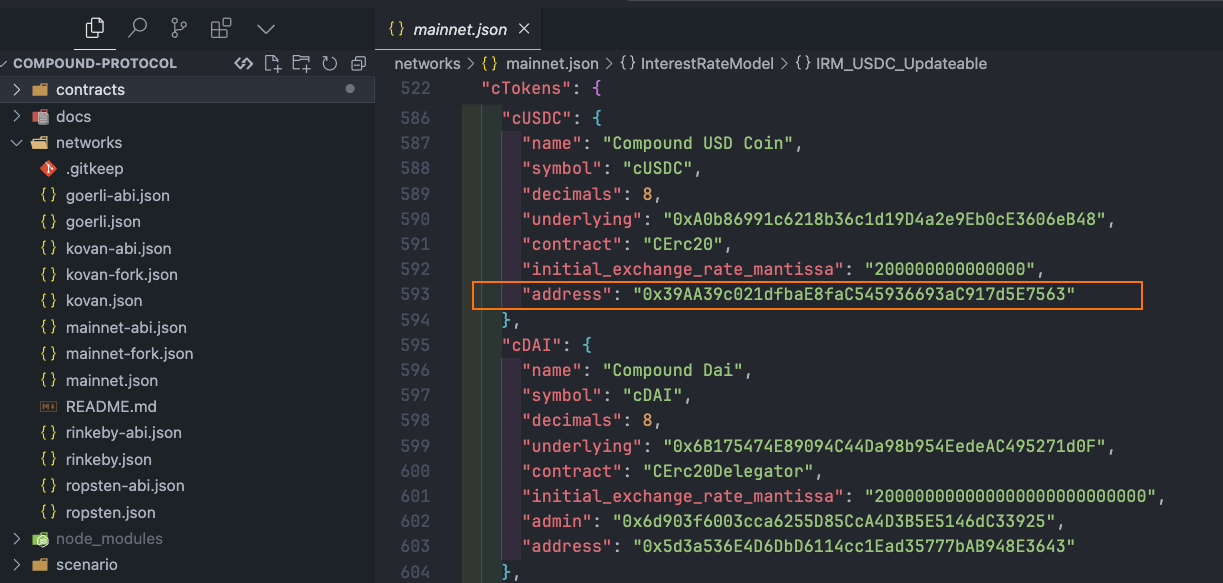 mainnet.json
COMPOUND-PROTOCOL
contracts
docs
networks
.gitkeep
goerli-abi.json
goerli.json
kovan-abi.json
kovan-fork.json
kovan.json
mainnet-abi.json
mainnet-fork.json
mainnet.json
README.md
rinkeby-abi.json
rinkeby.json
ropsten-abi.json
ropsten.json
node_modules
scenario
networks > {} mainnet.json > {} InterestRateModel > {} IRM_USDC_Updateable
522 "cTokens": {
586 "cUSDC": {
587 "name": "Compound USD Coin",
588 "symbol": "cUSDC",
589 "decimals": 8,
590 "underlying": "0xA0b86991c6218b36c1d19D4a2e9Eb0cE3606eB48",
591 "contract": "CErc20",
592 "initial_exchange_rate_mantissa": "200000000000000",
593 "address": "0x39AA39c021dfbaE8faC545936693aC917d5E7563"
594 },
595 "cDAI": {
596 "name": "Compound Dai",
597 "symbol": "cDAI",
598 "decimals": 8,
599 "underlying": "0x6B175474E89094C44Da98b954EedeAC495271d0F",
600 "contract": "CErc20Delegator",
601 "initial_exchange_rate_mantissa": "200000000000000000000000000",
602 "admin": "0x6d903f6003cca6255D85CcA4D3B5E5146dC33925",
603 "address": "0x5d3a536E4D6DbD6114cc1Ead35777bAB948E3643"
604 },